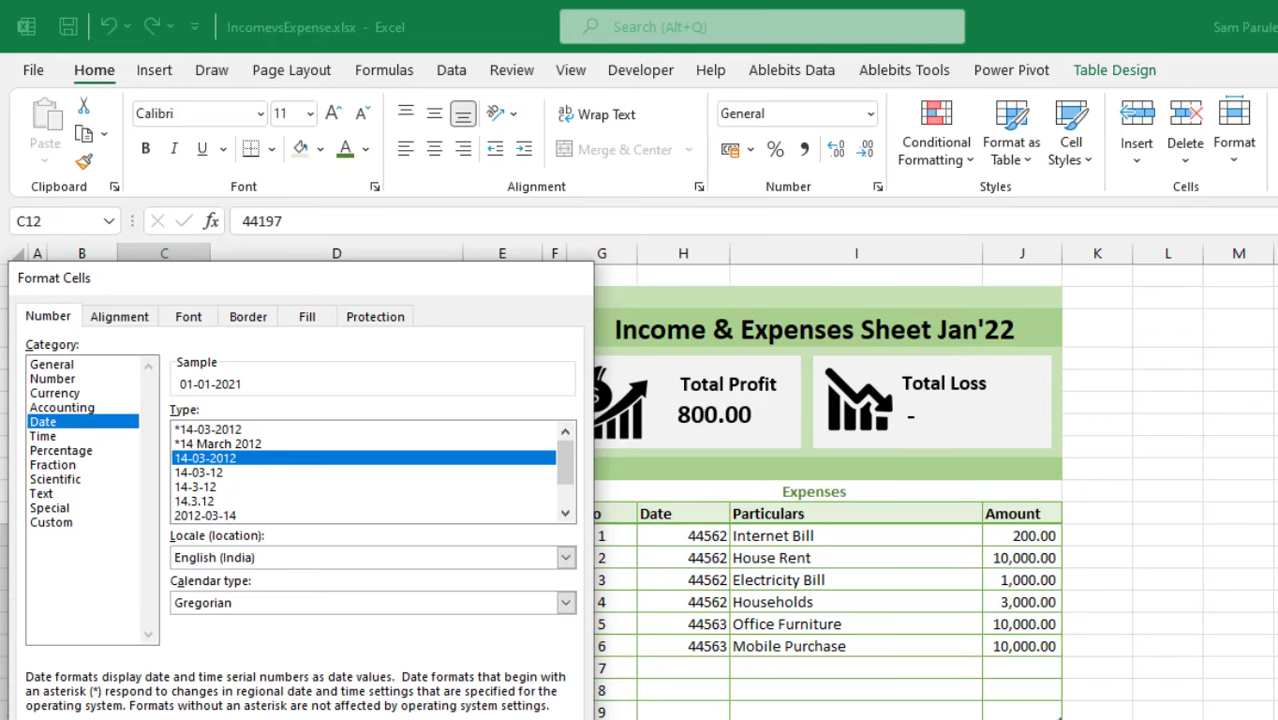 IncomevsExpense.xlsx - Excel
Search (Alt+Q)
Sam Parule
File Home Insert Draw Page Layout Formulas Data Review View Developer Help Ablebits Data Ablebits Tools Power Pivot Table Design
Paste
Clipboard
Calibri 11
B I U A
Font
ab Wrap Text
Merge & Center
Alignment
General
%
Number
Conditional Formatting
Format as Table
Cell Styles
Styles
Insert Delete Format
Cells
C12 fx 44197
A B C D E F G H I J K L M
Format Cells
Number Alignment Font Border Fill Protection
Category:
General
Number
Currency
Accounting
Date
Time
Percentage
Fraction
Scientific
Text
Special
Custom
Sample
01-01-2021
Type:
*14-03-2012
*14 March 2012
14-03-2012
14-03-12
14-3-12
14.3.12
2012-03-14
Locale (location):
English (India)
Calendar type:
Gregorian
Date formats display date and time serial numbers as date values. Date formats that begin with
an asterisk (*) respond to changes in regional date and time settings that are specified for the
operating system. Formats without an asterisk are not affected by operating system settings.
Income & Expenses Sheet Jan'22
Total Profit
800.00
Total Loss
-
Expenses
o Date Particulars Amount
1 44562 Internet Bill 200.00
2 44562 House Rent 10,000.00
3 44562 Electricity Bill 1,000.00
4 44562 Households 3,000.00
5 44563 Office Furniture 10,000.00
6 44563 Mobile Purchase 10,000.00
7
8
9